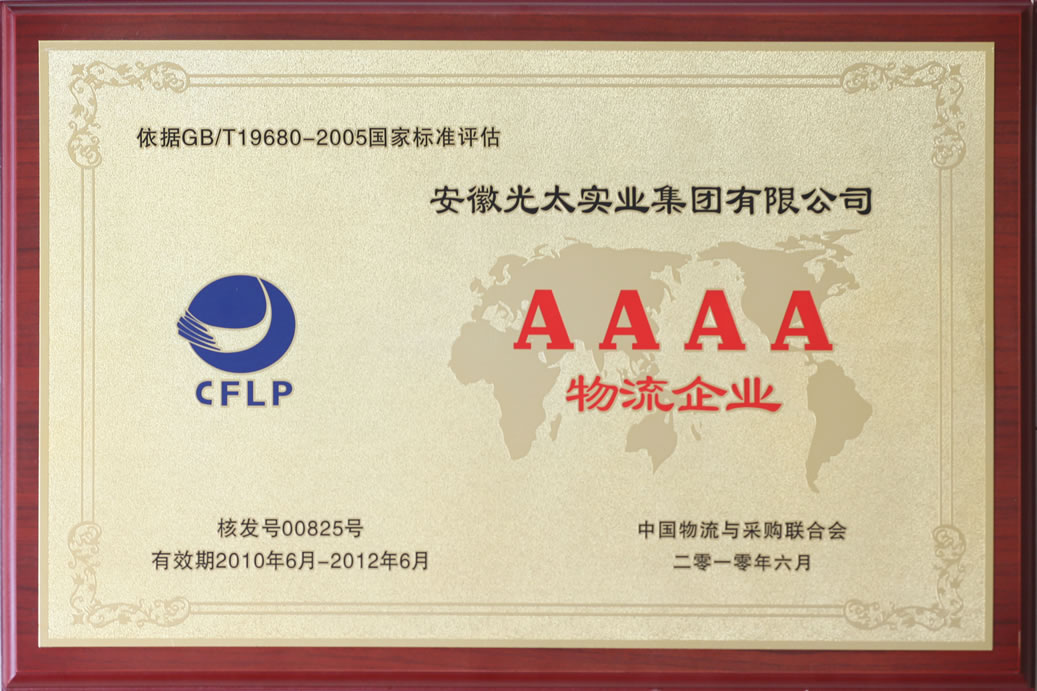 依据GB/T19680-2005国家标准评估
安徽光太实业集团有限公司
AAAA
物流企业
CFLP
核发号00825号
有效期2010年6月-2012年6月
中国物流与采购联合会
二零一零年六月